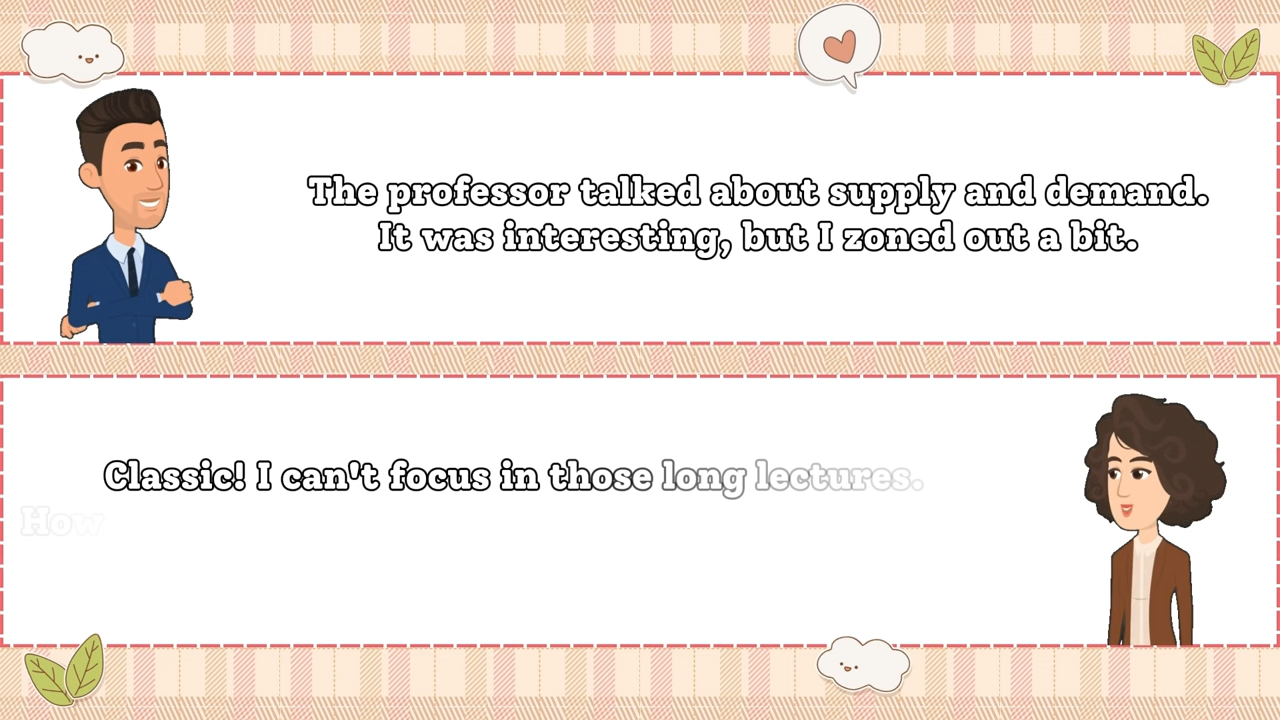 The professor talked about supply and demand.
It was interesting, but I zoned out a bit.
Classic! I can't focus in those long lectures.
How